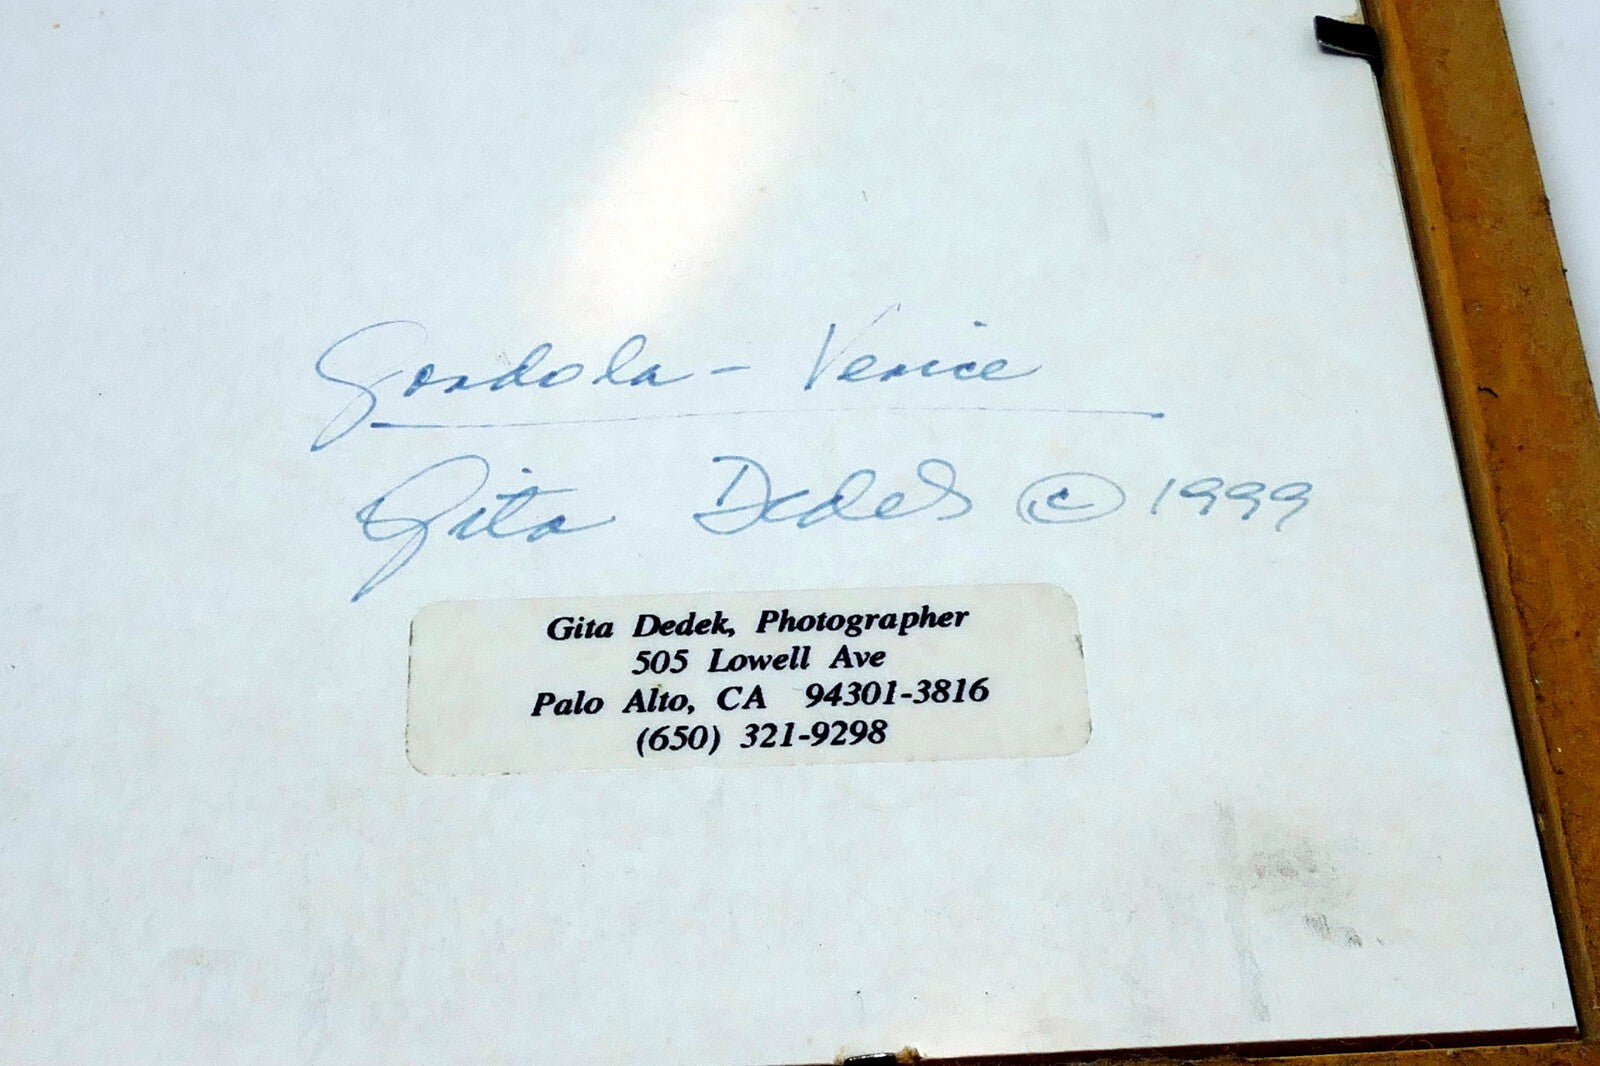 Gondola - Venice
Gita Dedek © 1999
Gita Dedek, Photographer
505 Lowell Ave
Palo Alto, CA 94301-3816
(650) 321-9298